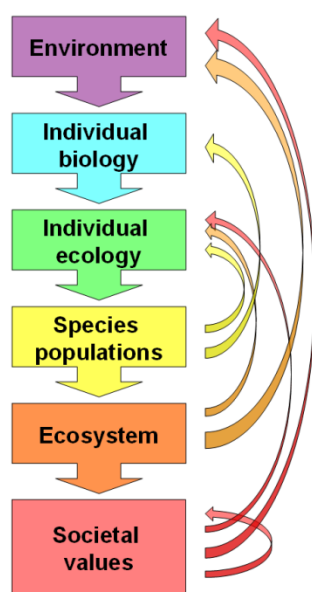 Environment
Individual
biology
Individual
ecology
Species
populations
Ecosystem
Societal
values